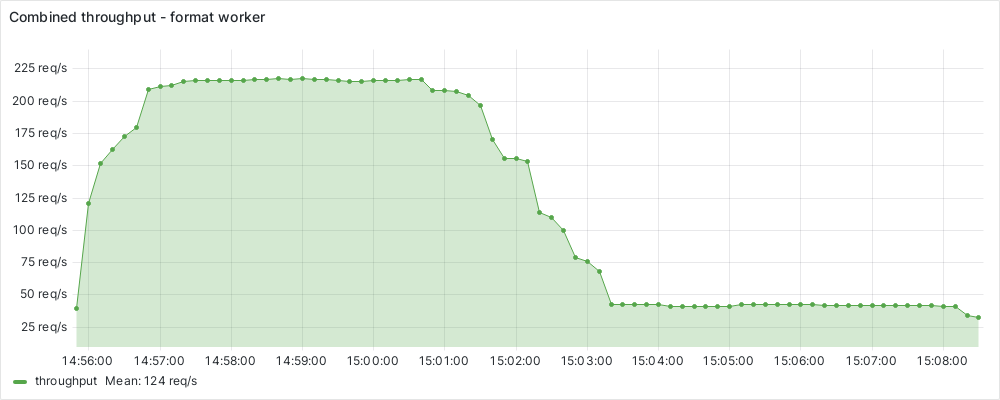 Combined throughput - format worker
225 req/s
200 req/s
175 req/s
150 req/s
125 req/s
100 req/s
75 req/s
50 req/s
25 req/s
14:56:00 14:57:00 14:58:00 14:59:00 15:00:00 15:01:00 15:02:00 15:03:00 15:04:00 15:05:00 15:06:00 15:07:00 15:08:00
throughput Mean: 124 req/s